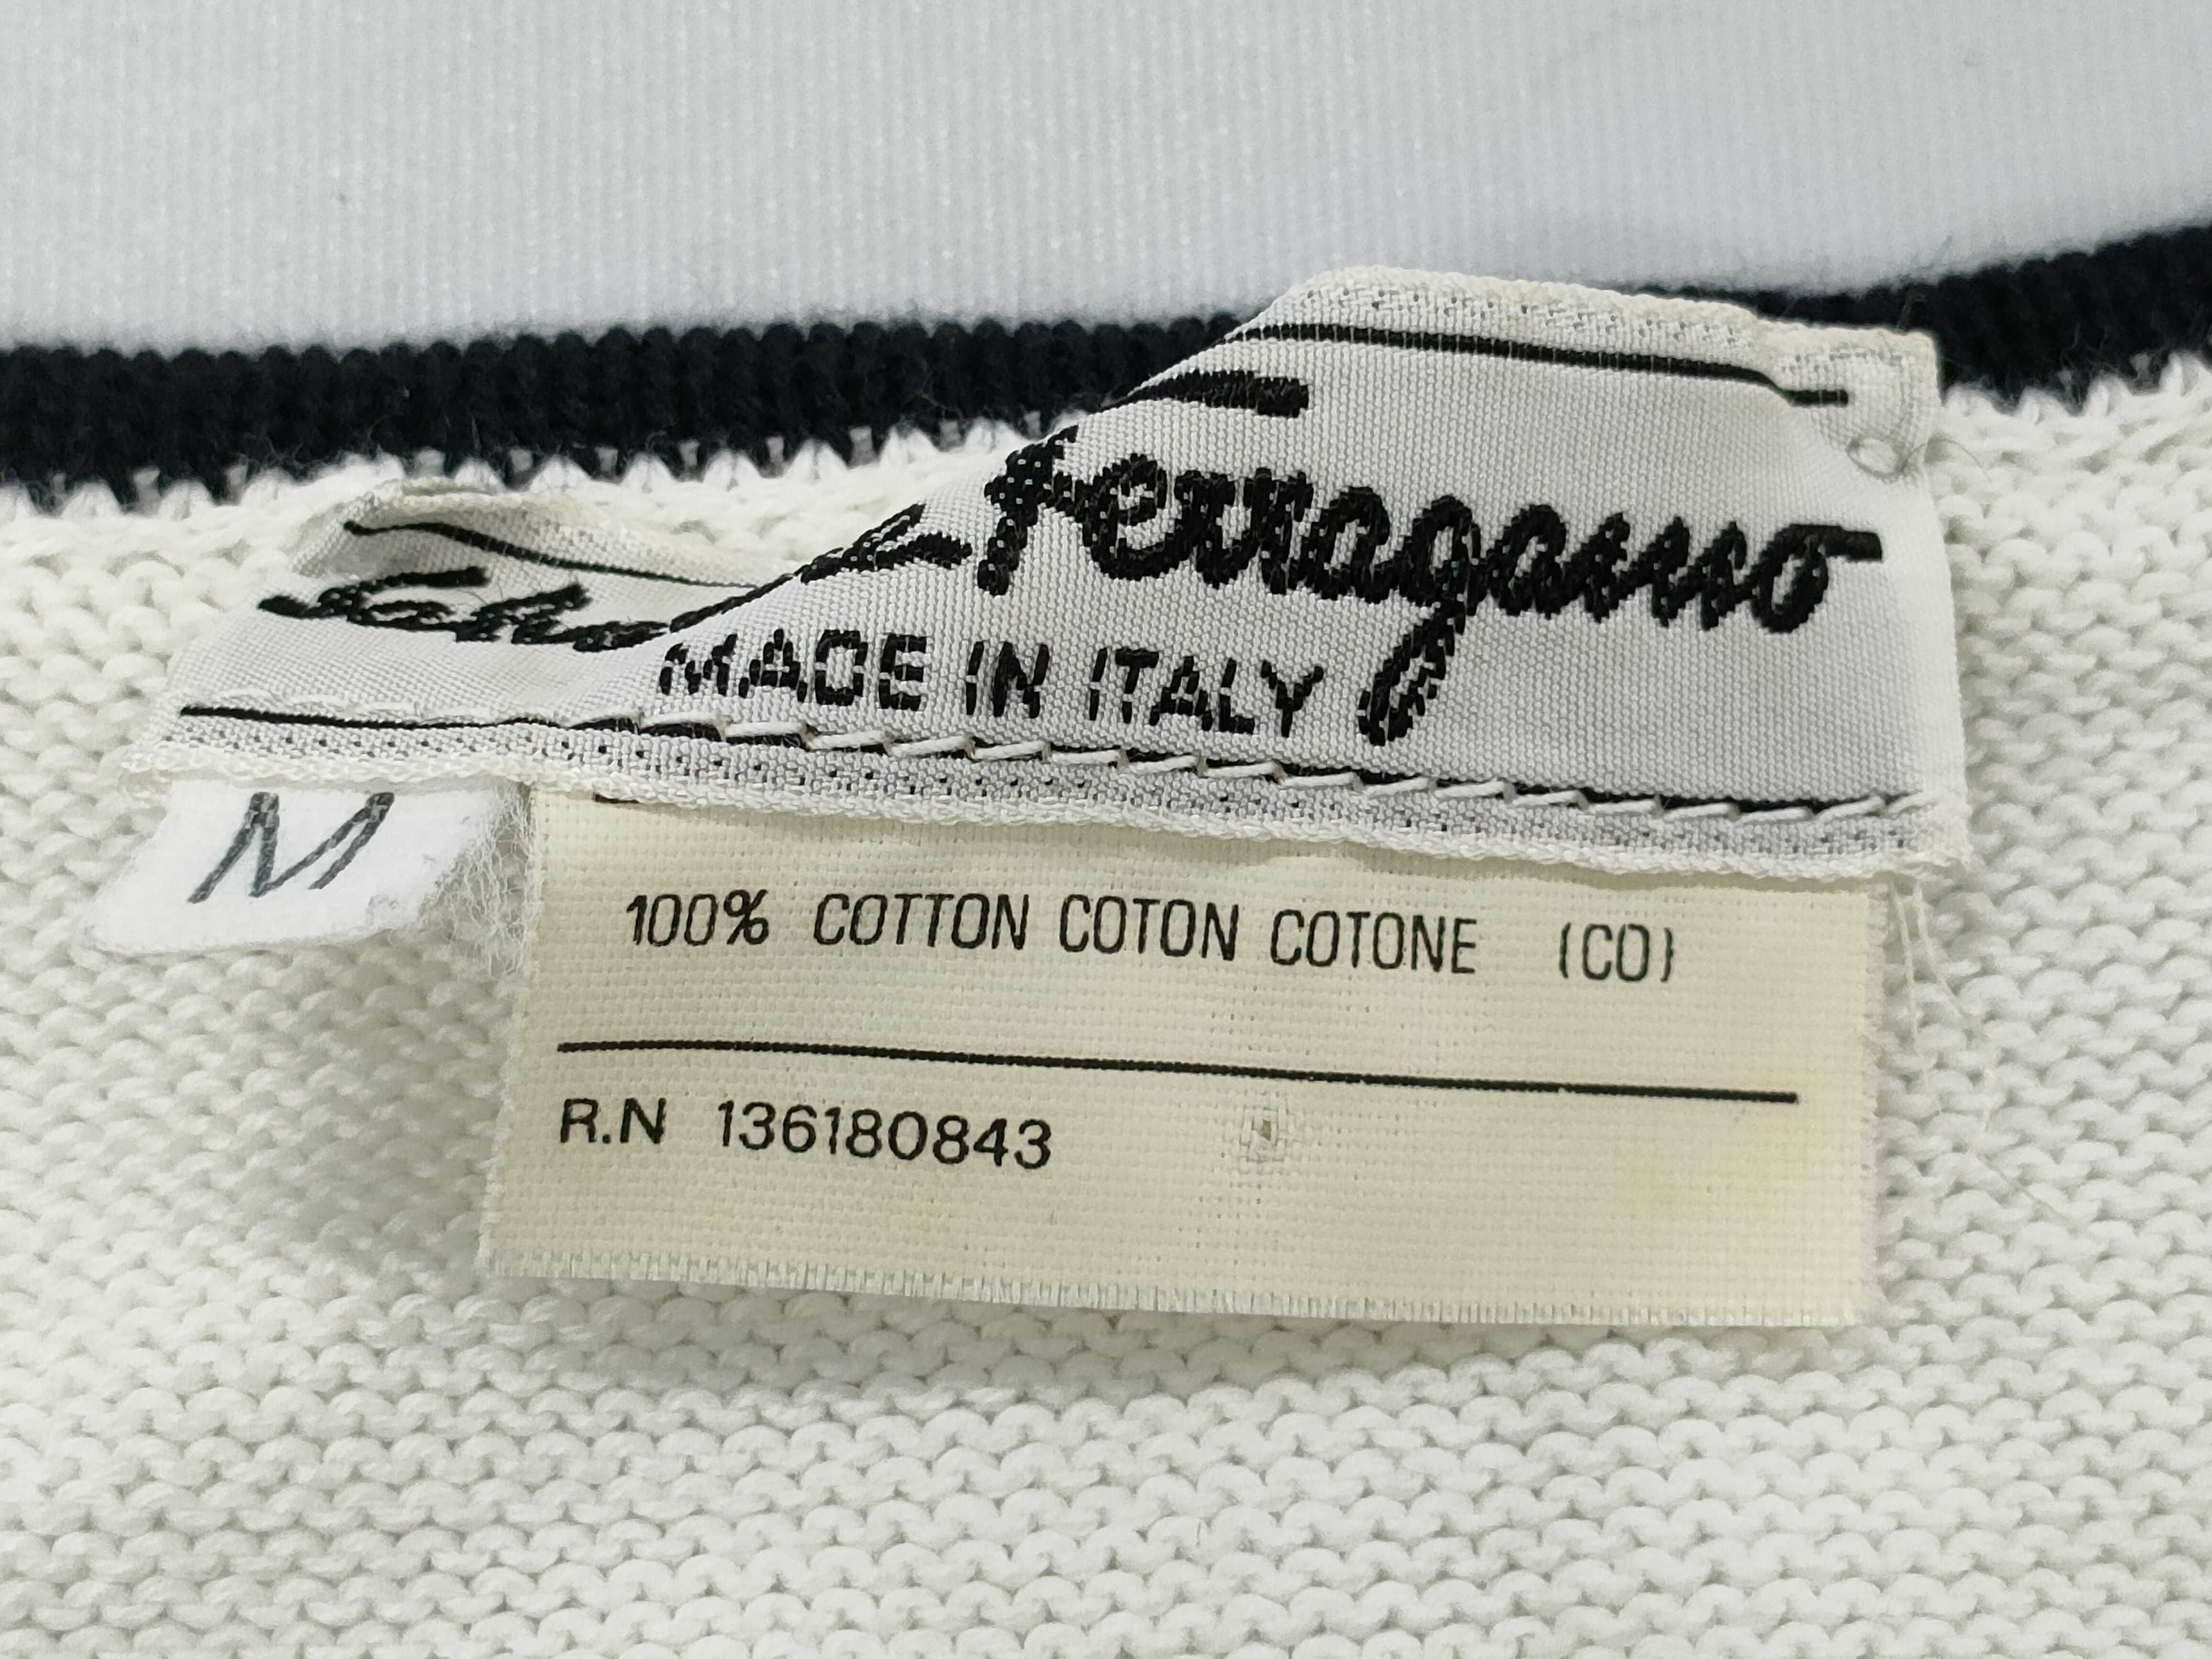 Ferragamo
MADE IN ITALY
M
100% COTTON COTON COTONE (CO)
R.N 136180843